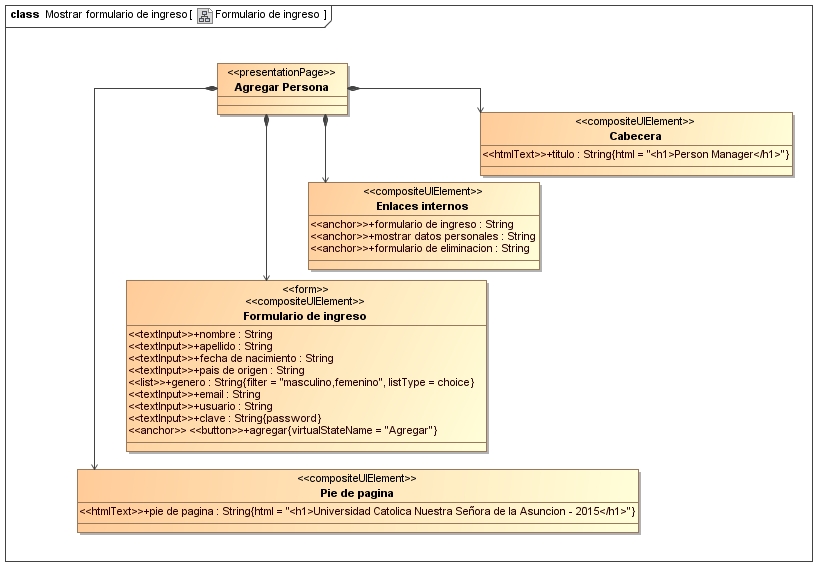 class Mostrar formulario de ingreso [ Formulario de ingreso ]
<<presentationPage>>
Agregar Persona
<<compositeUIElement>>
Cabecera
<<htmlText>>+titulo : String{html = "<h1>Person Manager</h1>"}
<<compositeUIElement>>
Enlaces internos
<<anchor>>+formulario de ingreso : String
<<anchor>>+mostrar datos personales : String
<<anchor>>+formulario de eliminacion : String
<<form>>
<<compositeUIElement>>
Formulario de ingreso
<<textInput>>+nombre : String
<<textInput>>+apellido : String
<<textInput>>+fecha de nacimiento : String
<<textInput>>+pais de origen : String
<<list>>+genero : String{filter = "masculino,femenino", listType = choice}
<<textInput>>+email : String
<<textInput>>+usuario : String
<<textInput>>+clave : String{password}
<<anchor>> <<button>>+agregar{virtualStateName = "Agregar"}
<<compositeUIElement>>
Pie de pagina
<<htmlText>>+pie de pagina : String{html = "<h1>Universidad Catolica Nuestra Señora de la Asuncion - 2015</h1>"}